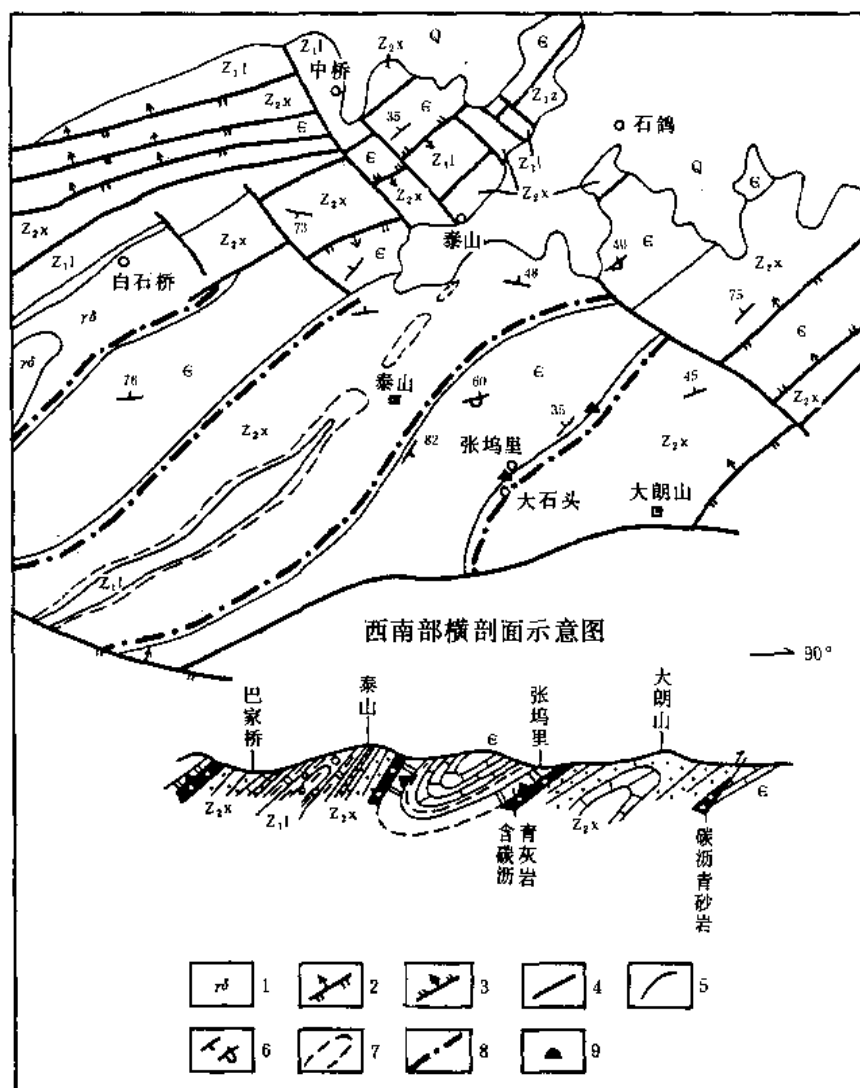 Z₁l
中桥
Z₂x
Q
Є
Z₁l
Z₂x
Є
35
Є
Z₁z
石鸽
Z₁l
Z₁l
Q
Є
Z₂x
Є
Z₂x
Z₂x
Z₂x
Z₂x
73
泰山
40
Є
Z₂x
Z₁l
白石桥
Є
48
75
γδ
Є
γδ
76
Є
泰山
60
Є
45
Z₂x
Z₂x
35
82
张坞里
Z₂x
大石头
大朗山
Z₁l
西南部横剖面示意图
90°
巴家桥
泰山
张坞里
大朗山
Є
Z₂x
Z₁l
Z₂x
Z₂x
Є
含碳沥
青灰岩
碳沥青砂岩
γδ 1
2
3
4
5
6
7
8
9